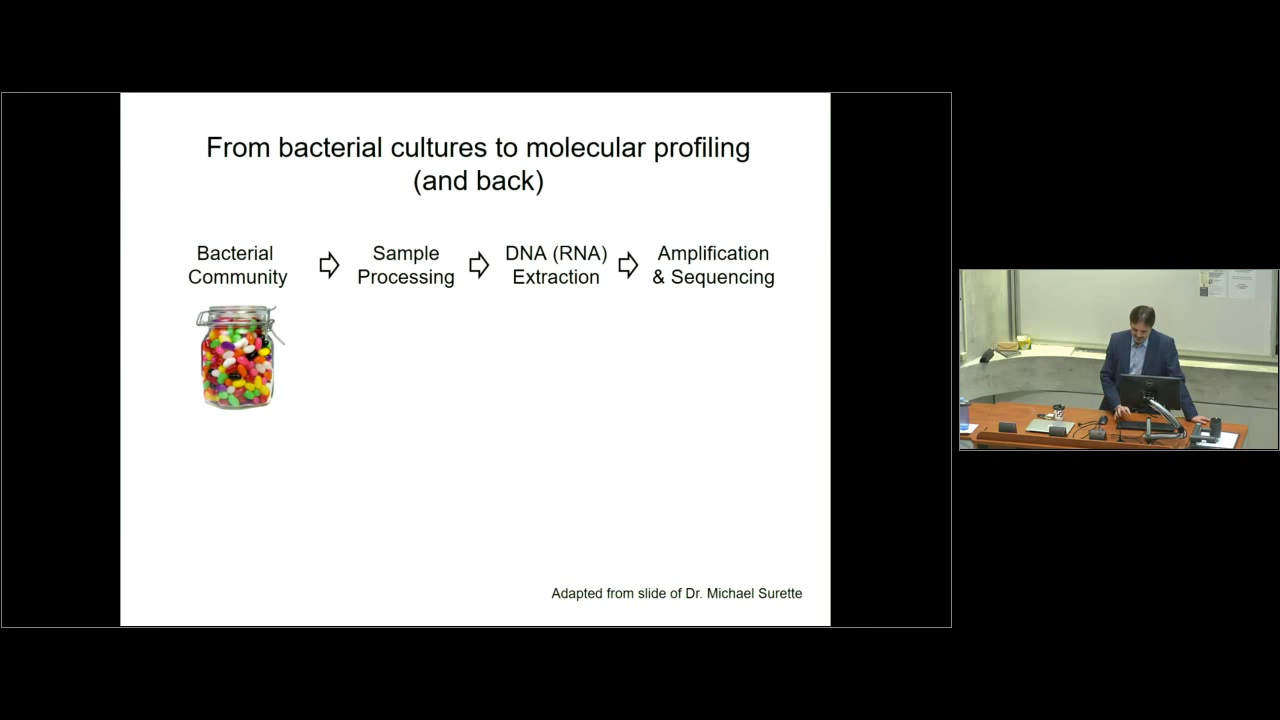 From bacterial cultures to molecular profiling
(and back)
Bacterial
Community
Sample
Processing
DNA (RNA)
Extraction
Amplification
& Sequencing
Adapted from slide of Dr. Michael Surette